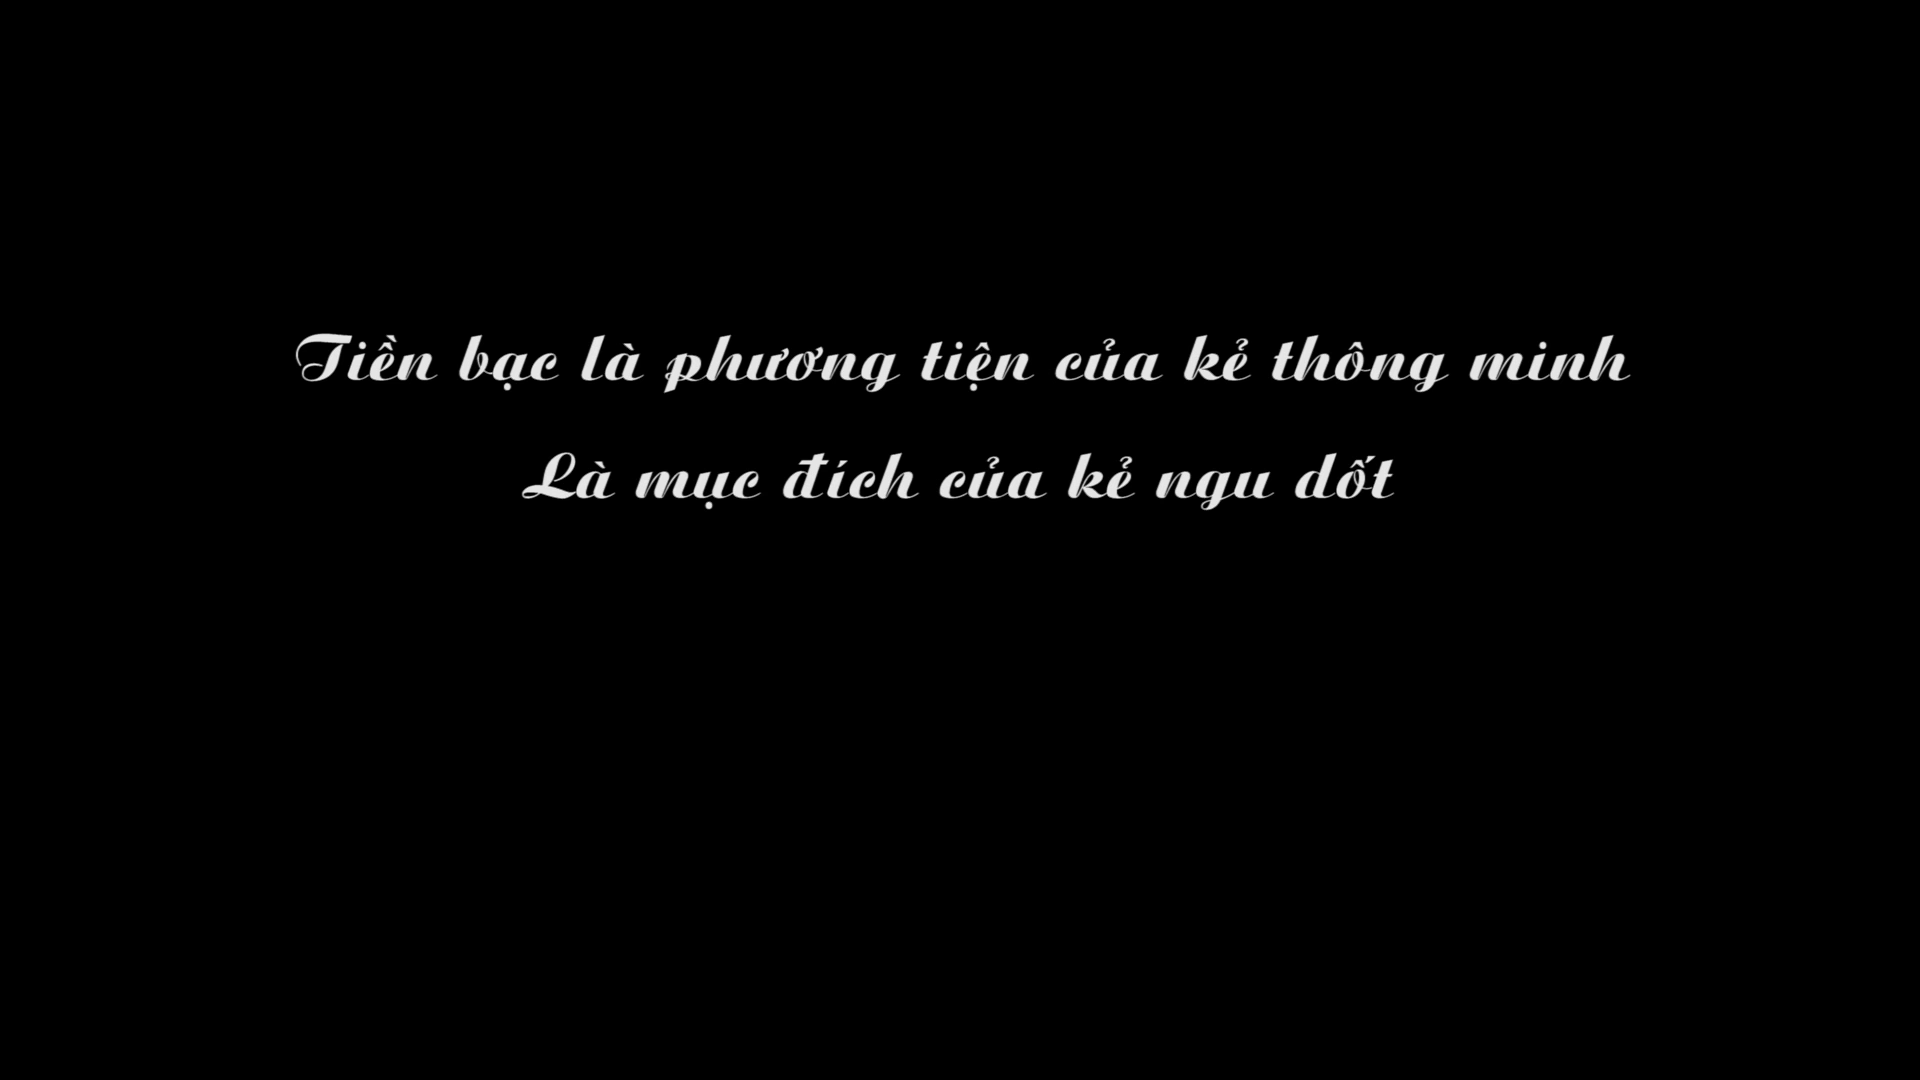 Tiền bạc là phương tiện của kẻ thông minh
Là mục đích của kẻ ngu dốt